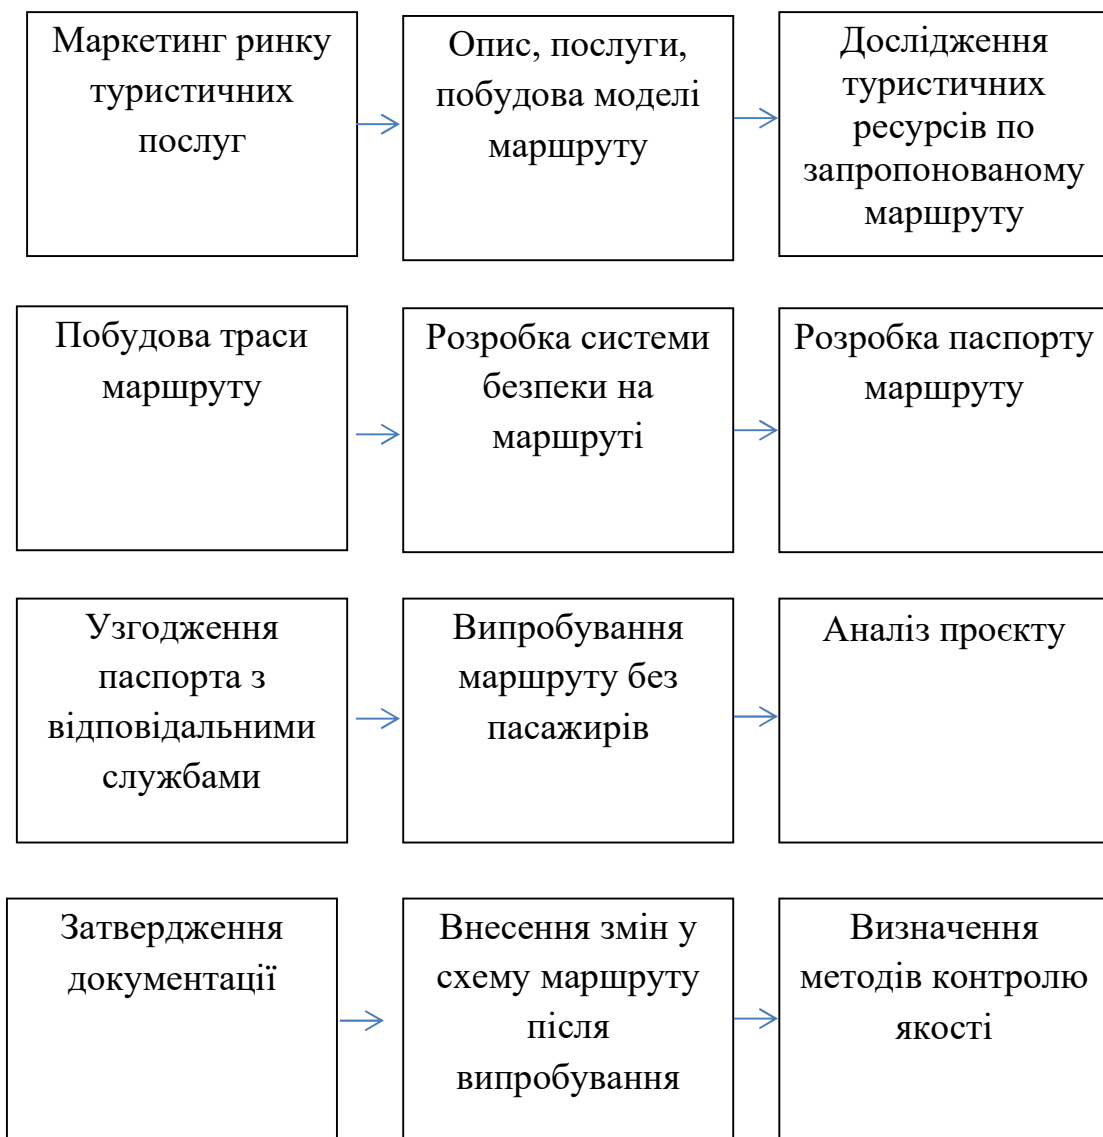 Маркетинг ринку
туристичних
послуг
Опис, послуги,
побудова моделі
маршруту
Дослідження
туристичних
ресурсів по
запропонованому
маршруту
Побудова траси
маршруту
Розробка системи
безпеки на
маршруті
Розробка паспорту
маршруту
Узгодження
паспорта з
відповідальними
службами
Випробування
маршруту без
пасажирів
Аналіз проєкту
Затвердження
документації
Внесення змін у
схему маршруту
після
випробування
Визначення
методів контролю
якості